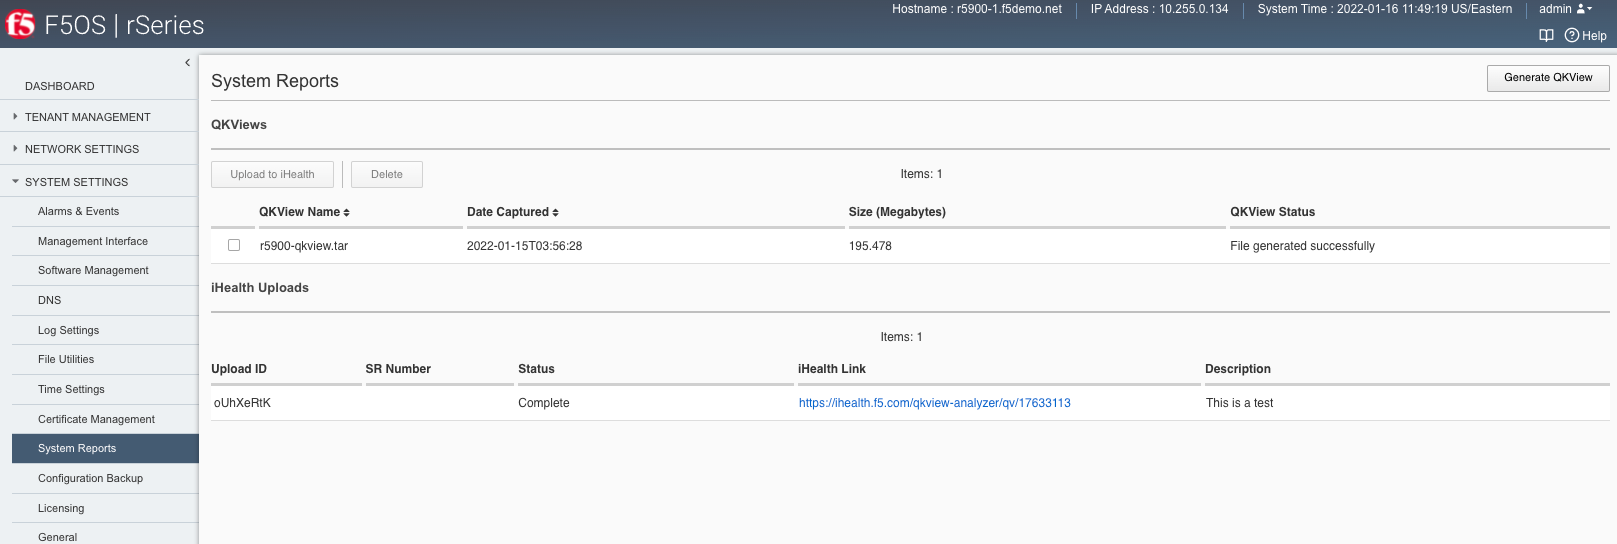 Hostname : r5900-1.f5demo.net IP Address : 10.255.0.134 System Time : 2022-01-16 11:49:19 US/Eastern admin
f5 F5OS | rSeries
Help
DASHBOARD
TENANT MANAGEMENT
NETWORK SETTINGS
SYSTEM SETTINGS
Alarms & Events
Management Interface
Software Management
DNS
Log Settings
File Utilities
Time Settings
Certificate Management
System Reports
Configuration Backup
Licensing
General
System Reports
Generate QKView
QKViews
Upload to iHealth Delete Items: 1
QKView Name Date Captured Size (Megabytes) QKView Status
r5900-qkview.tar 2022-01-15T03:56:28 195.478 File generated successfully
iHealth Uploads
Items: 1
Upload ID SR Number Status iHealth Link Description
oUhXeRtK Complete https://ihealth.f5.com/qkview-analyzer/qv/17633113 This is a test